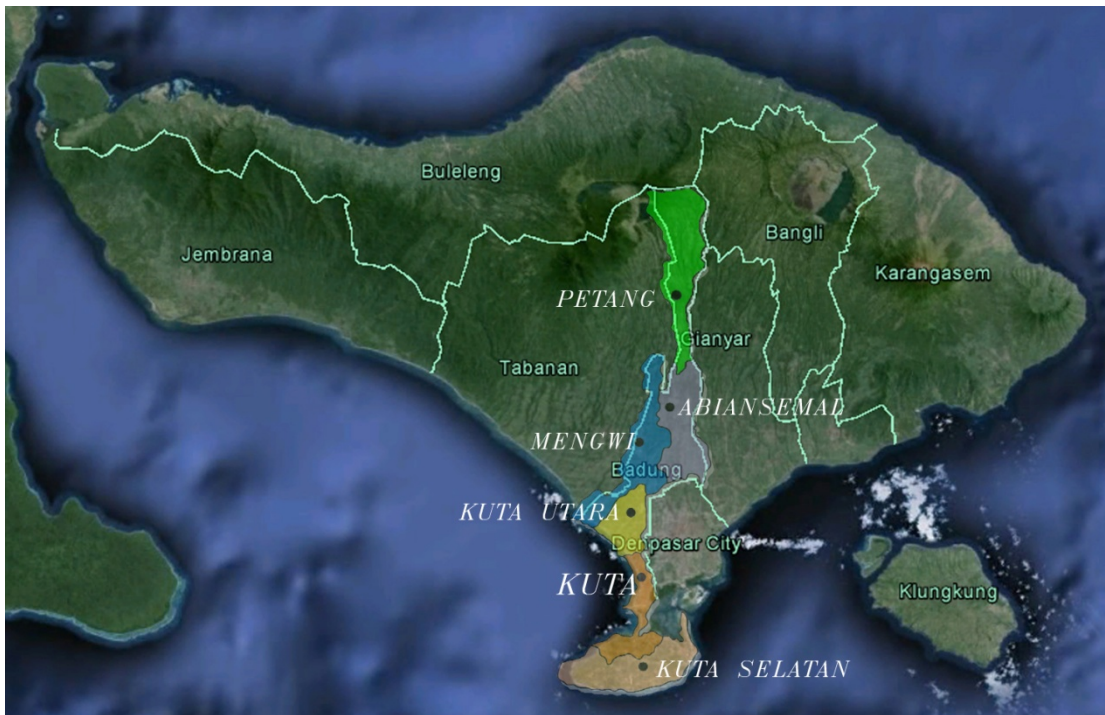 Buleleng
Jembrana
Bangli
Karangasem
PETANG
Gianyar
Tabanan
ABIANSEMAL
MENGWI
Badung
KUTA UTARA
Denpasar City
KUTA
Klungkung
KUTA SELATAN